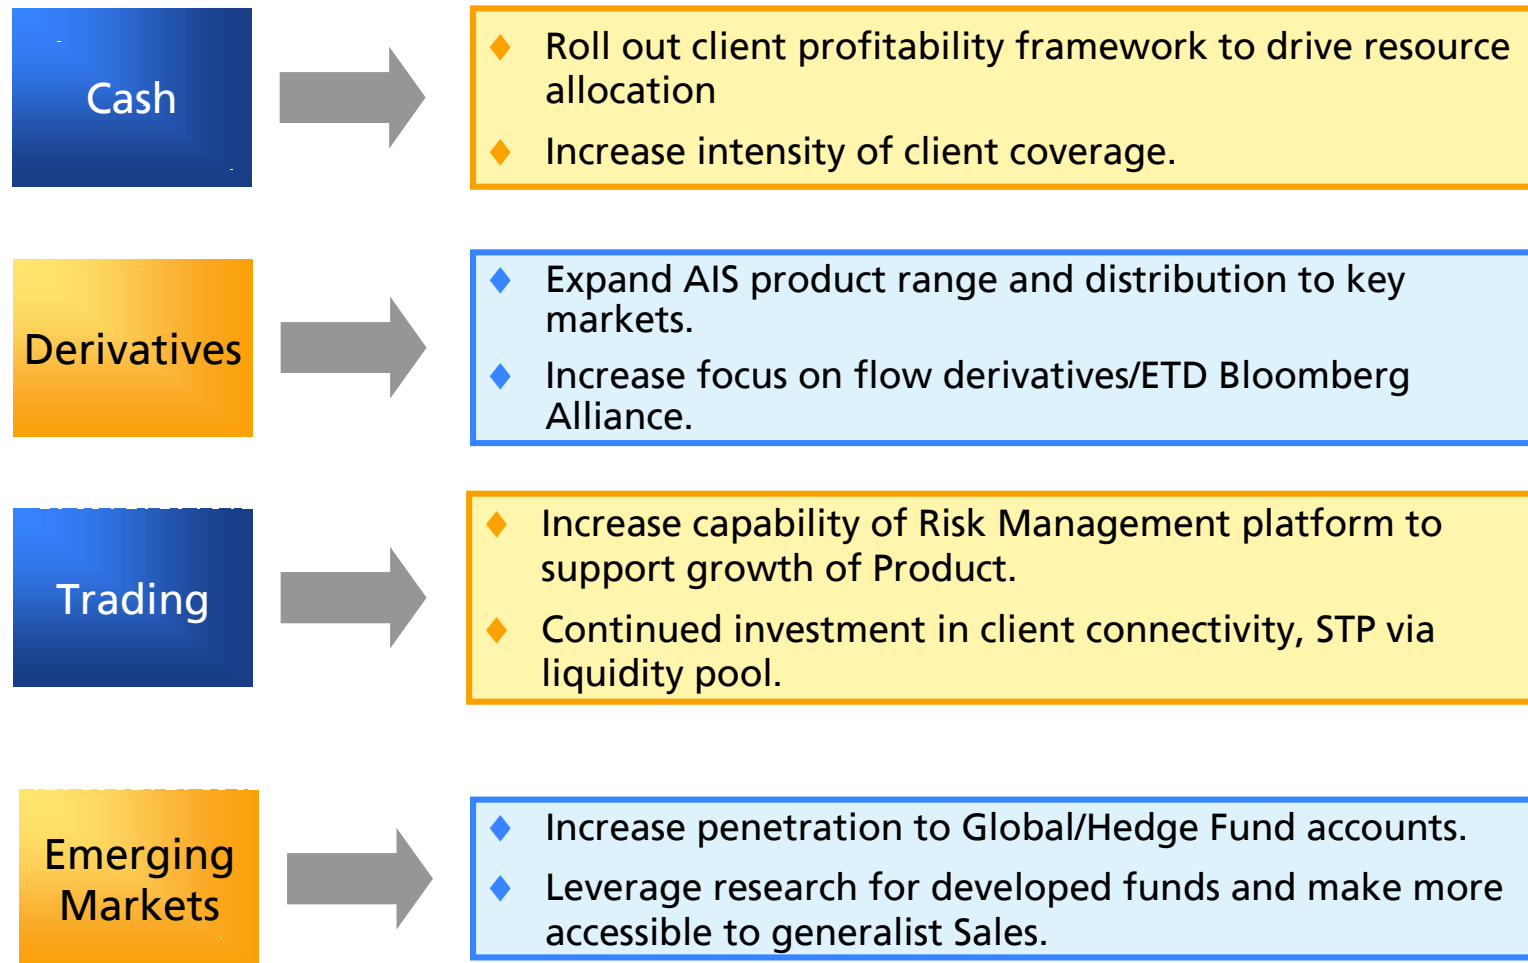 Cash
♦ Roll out client profitability framework to drive resource
allocation
♦ Increase intensity of client coverage.
Derivatives
♦ Expand AIS product range and distribution to key
markets.
♦ Increase focus on flow derivatives/ETD Bloomberg
Alliance.
Trading
♦ Increase capability of Risk Management platform to
support growth of Product.
♦ Continued investment in client connectivity, STP via
liquidity pool.
Emerging
Markets
♦ Increase penetration to Global/Hedge Fund accounts.
♦ Leverage research for developed funds and make more
accessible to generalist Sales.